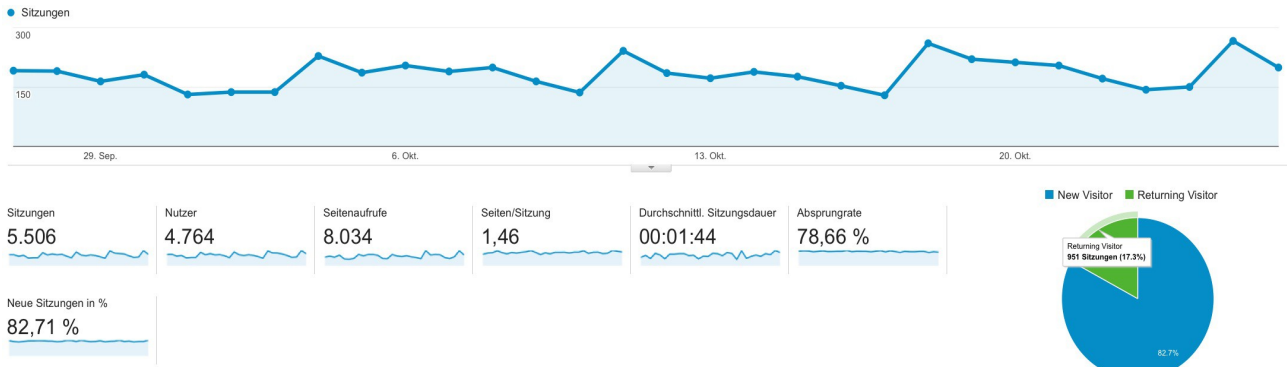 Sitzungen
300
150
29. Sep.
6. Okt.
13. Okt.
20. Okt.
New Visitor
Returning Visitor
Sitzungen
5.506
Nutzer
4.764
Seitenaufrufe
8.034
Seiten/Sitzung
1,46
Durchschnittl. Sitzungsdauer
00:01:44
Absprungrate
78,66 %
Returning Visitor
951 Sitzungen (17.3%)
82.7%
Neue Sitzungen in %
82,71 %